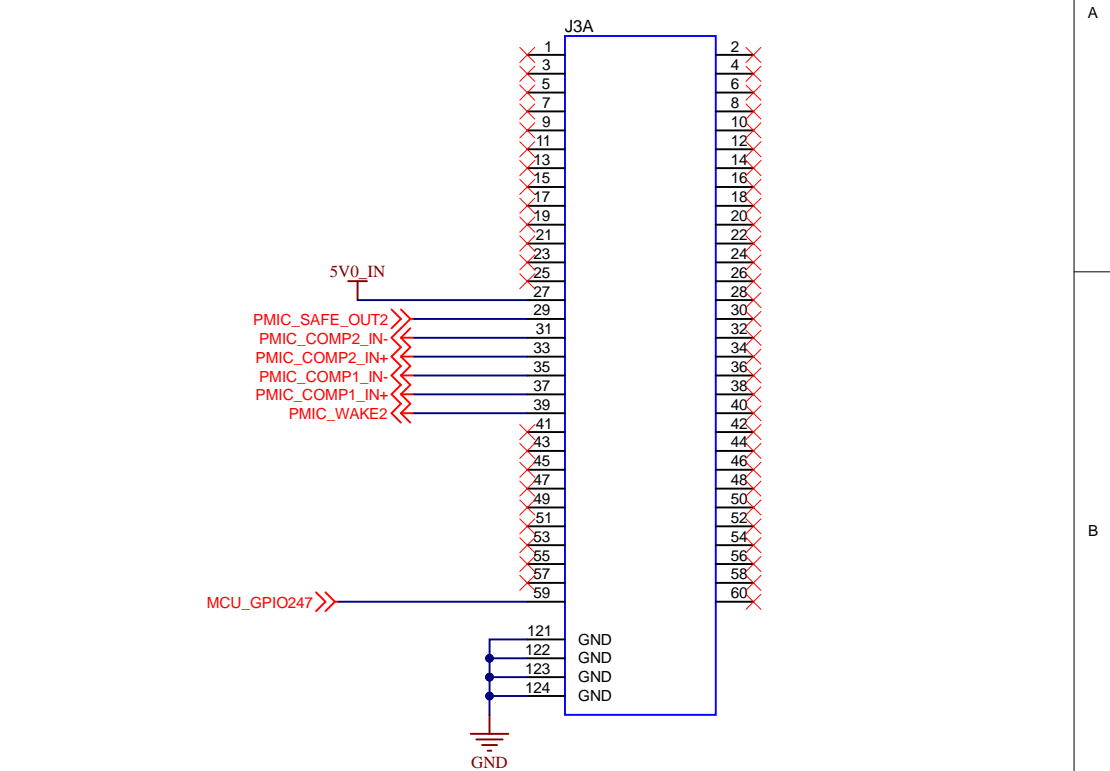 A
J3A
1 2
3 4
5 6
7 8
9 10
11 12
13 14
15 16
17 18
19 20
21 22
23 24
25 26
5V0_IN
27 28
PMIC_SAFE_OUT2 29 30
PMIC_COMP2_IN- 31 32
PMIC_COMP2_IN+ 33 34
PMIC_COMP1_IN- 35 36
PMIC_COMP1_IN+ 37 38
PMIC_WAKE2 39 40
41 42
43 44
45 46
47 48
49 50
51 52
B
53 54
55 56
57 58
MCU_GPIO247 59 60
121 GND
122 GND
123 GND
124 GND
GND